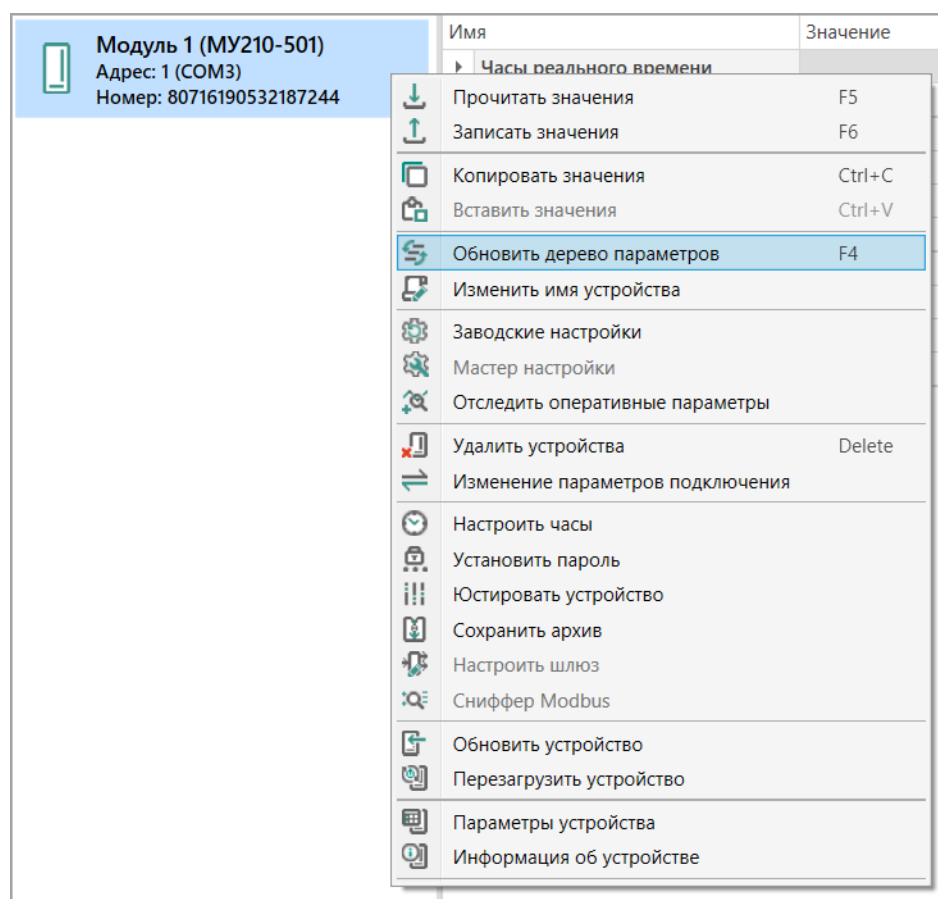 Модуль 1 (МУ210-501)
Адрес: 1 (COM3)
Номер: 80716190532187244
Имя Значение
Часы реального времени
Прочитать значения F5
Записать значения F6
Копировать значения Ctrl+C
Вставить значения Ctrl+V
Обновить дерево параметров F4
Изменить имя устройства
Заводские настройки
Мастер настройки
Отследить оперативные параметры
Удалить устройства Delete
Изменение параметров подключения
Настроить часы
Установить пароль
Юстировать устройство
Сохранить архив
Настроить шлюз
Сниффер Modbus
Обновить устройство
Перезагрузить устройство
Параметры устройства
Информация об устройстве